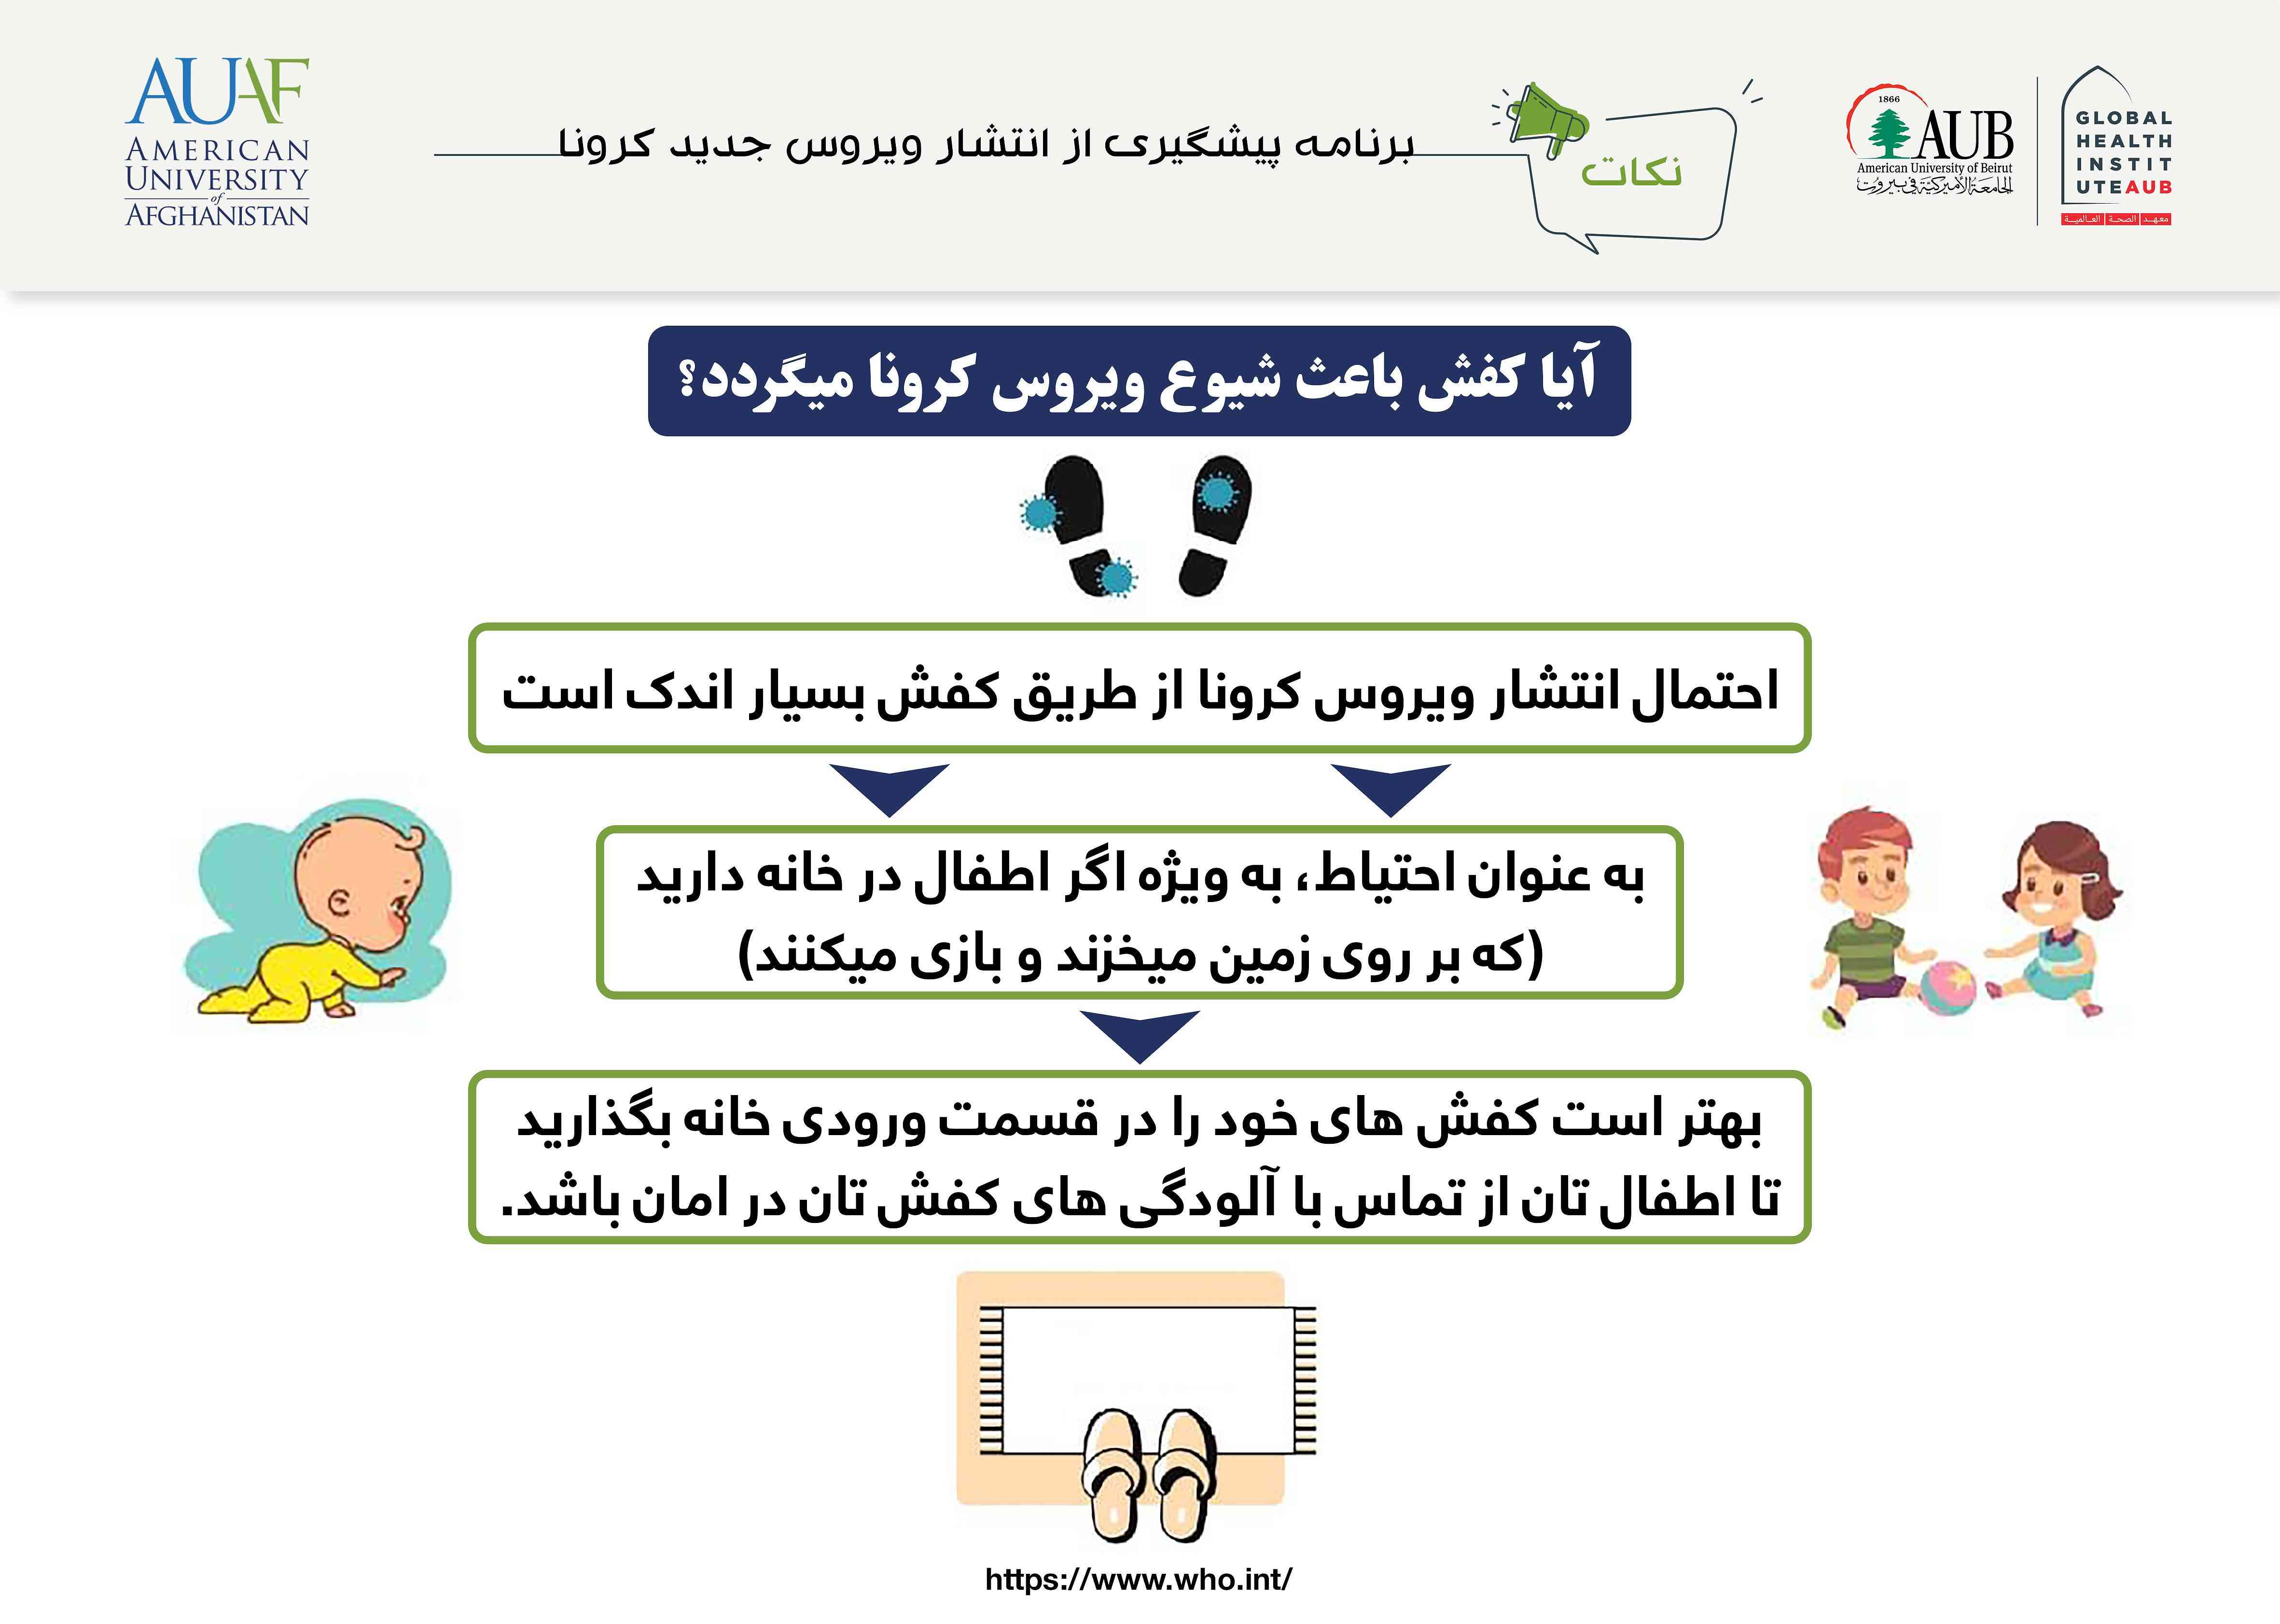 AUAF
AMERICAN
UNIVERSITY
of
AFGHANISTAN
برنامه پیشگیری از انتشار ویروس جدید کرونا
نکات
1866
AUB
American University of Beirut
الجامعة الأميركية في بيروت
GLOBAL
HEALTH
INSTIT
UTEAUB
معهد الصحة العالمية
آیا کفش باعث شیوع ویروس کرونا میگردد؟
احتمال انتشار ویروس کرونا از طریق کفش بسیار اندک است
به عنوان احتیاط، به ویژه اگر اطفال در خانه دارید
(که بر روی زمین میخزند و بازی میکنند)
بهتر است کفش های خود را در قسمت ورودی خانه بگذارید
تا اطفال تان از تماس با آلودگی های کفش تان در امان باشد.
https://www.who.int/